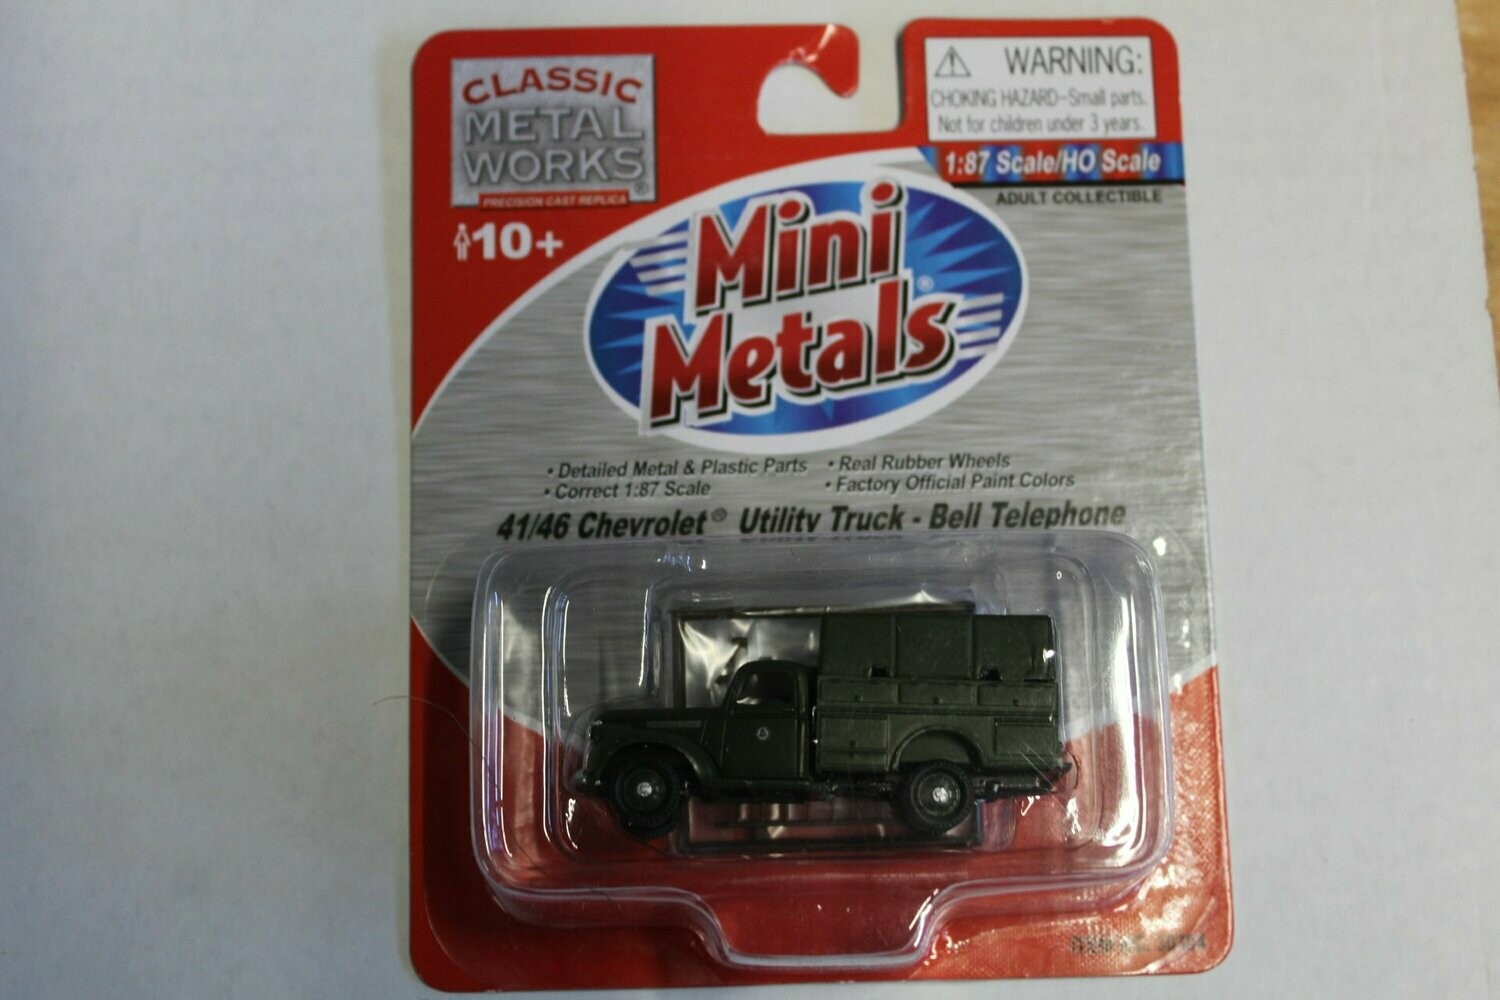 CLASSIC
METAL
WORKS®
PRECISION CAST REPLICA
10+
WARNING:
CHOKING HAZARD-Small parts.
Not for children under 3 years.
1:87 Scale/HO Scale
ADULT COLLECTIBLE
Mini
Metals®
• Detailed Metal & Plastic Parts
• Correct 1:87 Scale
• Real Rubber Wheels
• Factory Official Paint Colors
41/46 Chevrolet® Utility Truck - Bell Telephone